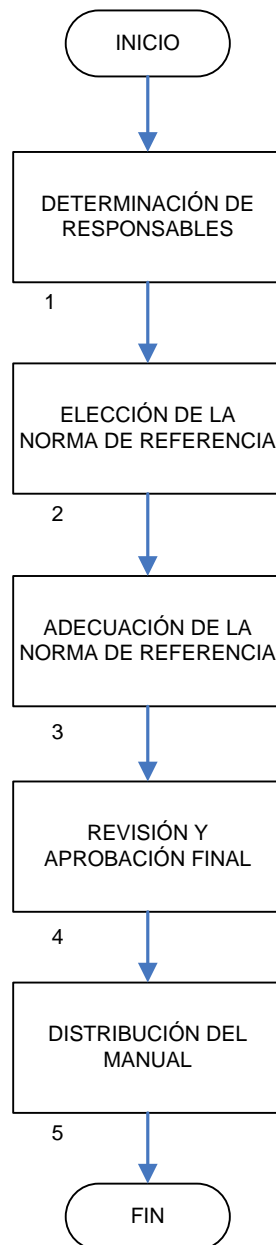 INICIO
DETERMINACIÓN DE
RESPONSABLES
1
ELECCIÓN DE LA
NORMA DE REFERENCIA
2
ADECUACIÓN DE LA
NORMA DE REFERENCIA
3
REVISIÓN Y
APROBACIÓN FINAL
4
DISTRIBUCIÓN DEL
MANUAL
5
FIN